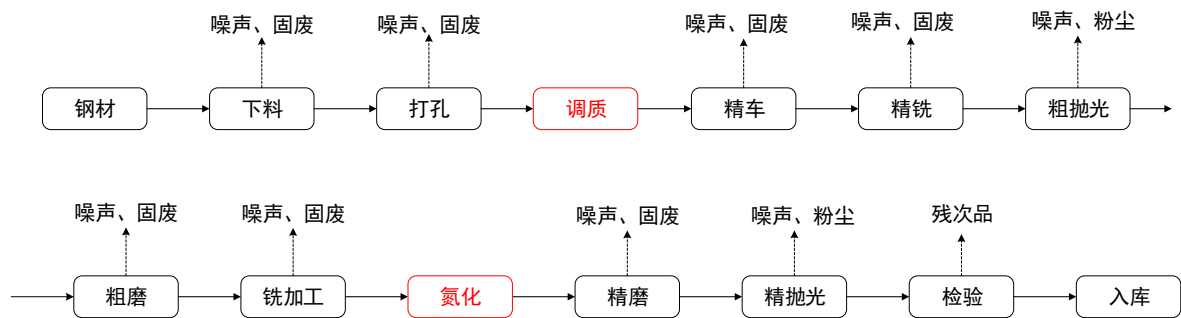 噪声、固废 噪声、固废 噪声、固废 噪声、固废 噪声、粉尘
钢材 下料 打孔 调质 精车 精铣 粗抛光
噪声、固废 噪声、固废 噪声、固废 噪声、粉尘 残次品
粗磨 铣加工 氮化 精磨 精抛光 检验 入库